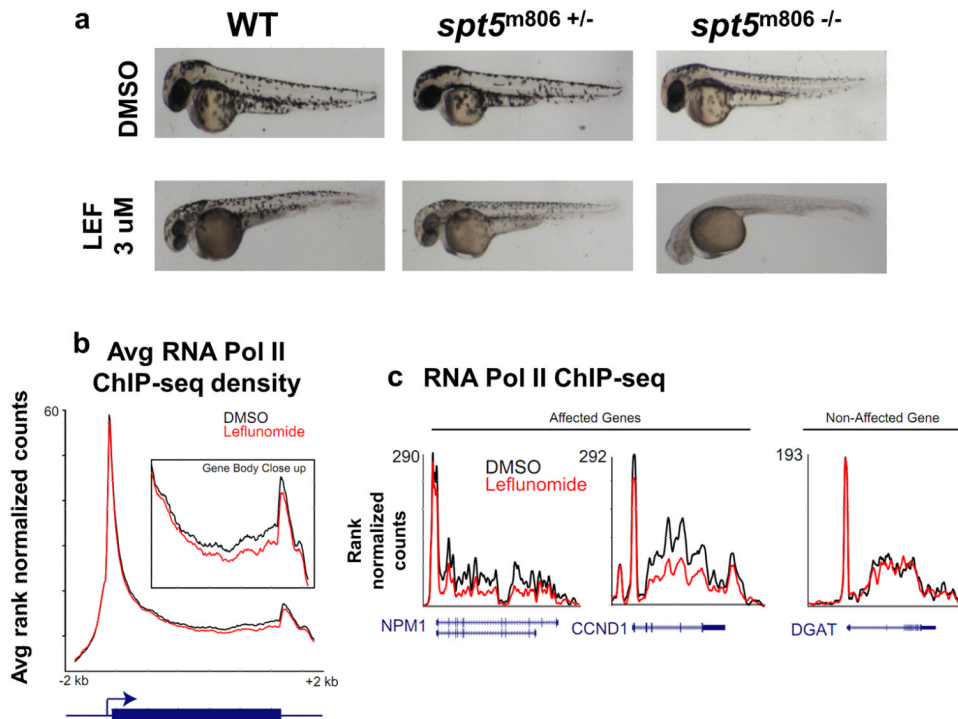 a
WT
spt5m806 +/-
spt5m806 -/-
DMSO
LEF
3 uM
b
Avg RNA Pol II
ChIP-seq density
Avg rank normalized counts
60
DMSO
Leflunomide
Gene Body Close up
-2 kb
+2 kb
c
RNA Pol II ChIP-seq
Affected Genes
Non-Affected Gene
Rank
normalized
counts
290
DMSO
Leflunomide
292
193
NPM1
CCND1
DGAT